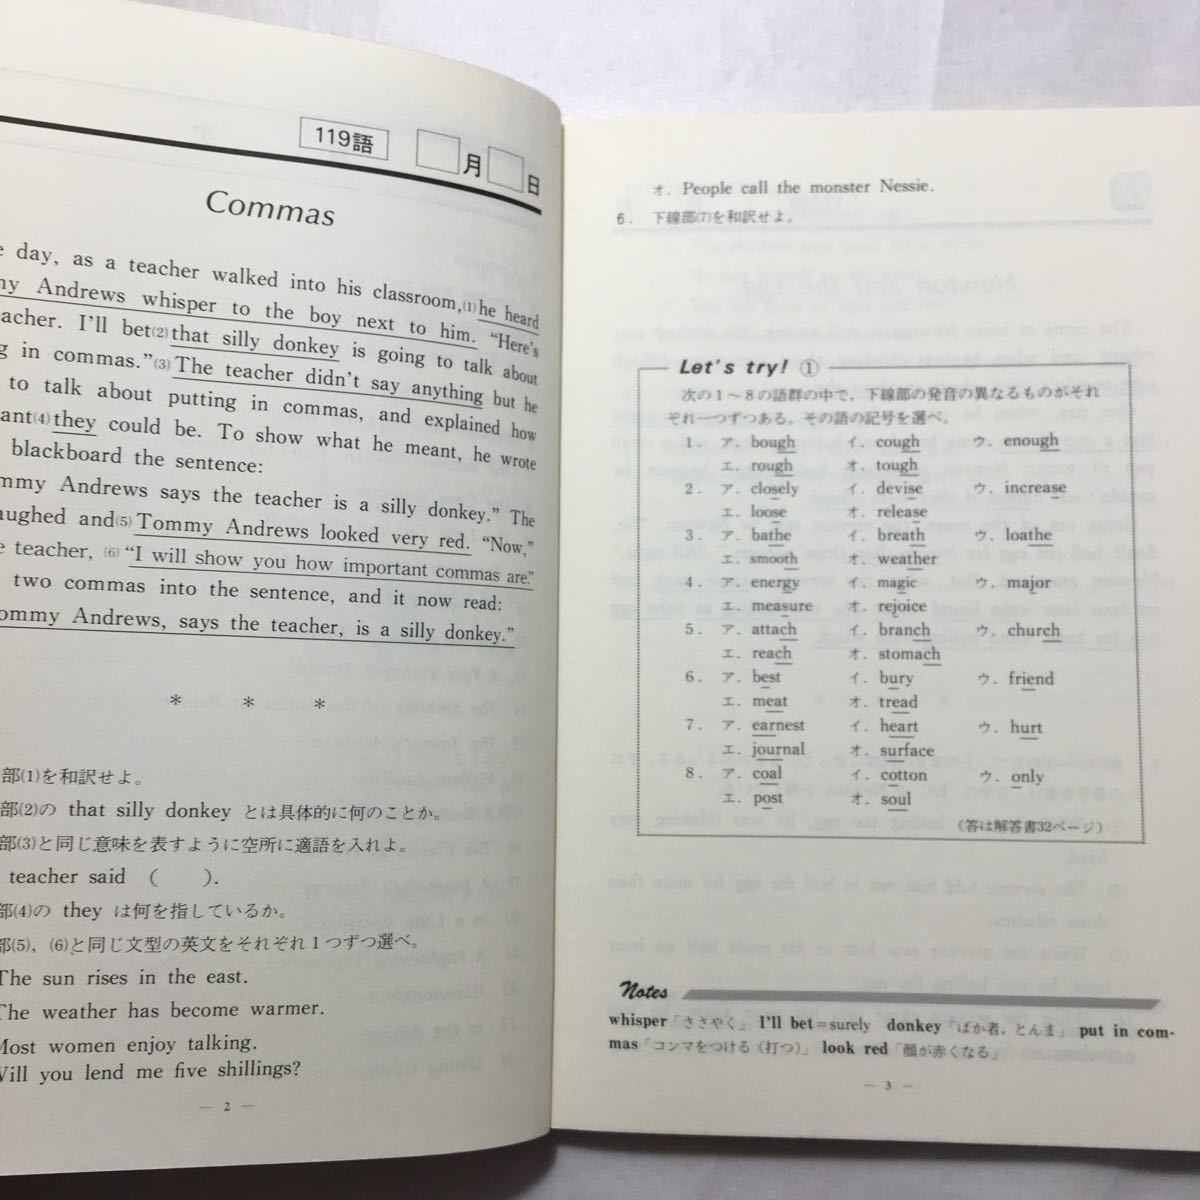 119語 月 日
Commas
e day, as a teacher walked into his classroom,(1)he heard
my Andrews whisper to the boy next to him. “Here's
acher. I'll bet(2)that silly donkey is going to talk about
g in commas.”(3)The teacher didn't say anything but he
to talk about putting in commas, and explained how
ant(4)they could be. To show what he meant, he wrote
blackboard the sentence:
mmy Andrews says the teacher is a silly donkey.” The
aughed and(5)Tommy Andrews looked very red. “Now,”
e teacher, (6)“I will show you how important commas are.”
two commas into the sentence, and it now read:
ommy Andrews, says the teacher, is a silly donkey.”
* * *
部(1)を和訳せよ。
部(2)の that silly donkey とは具体的に何のことか。
部(3)と同じ意味を表すように空所に適語を入れよ。
teacher said ( ).
部(4)の they は何を指しているか。
部(5), (6)と同じ文型の英文をそれぞれ1つずつ選べ。
The sun rises in the east.
The weather has become warmer.
Most women enjoy talking.
Will you lend me five shillings?
— 2 —
オ. People call the monster Nessie.
6. 下線部(7)を和訳せよ。
Let's try! ①
次の1～8の語群の中で、下線部の発音の異なるものがそれ
ぞれ一つずつある。その語の記号を選べ。
1. ア. bough イ. cough ウ. enough
エ. rough オ. tough
2. ア. closely イ. devise ウ. increase
エ. loose オ. release
3. ア. bathe イ. breath ウ. loathe
エ. smooth オ. weather
4. ア. energy イ. magic ウ. major
エ. measure オ. rejoice
5. ア. attach イ. branch ウ. church
エ. reach オ. stomach
6. ア. best イ. bury ウ. friend
エ. meat オ. tread
7. ア. earnest イ. heart ウ. hurt
エ. journal オ. surface
8. ア. coal イ. cotton ウ. only
エ. post オ. soul
(答は解答書32ページ)
Notes
whisper「ささやく」 I'll bet＝surely donkey「ばか者，とんま」 put in com-
mas「コンマをつける（打つ）」 look red「顔が赤くなる」
— 3 —